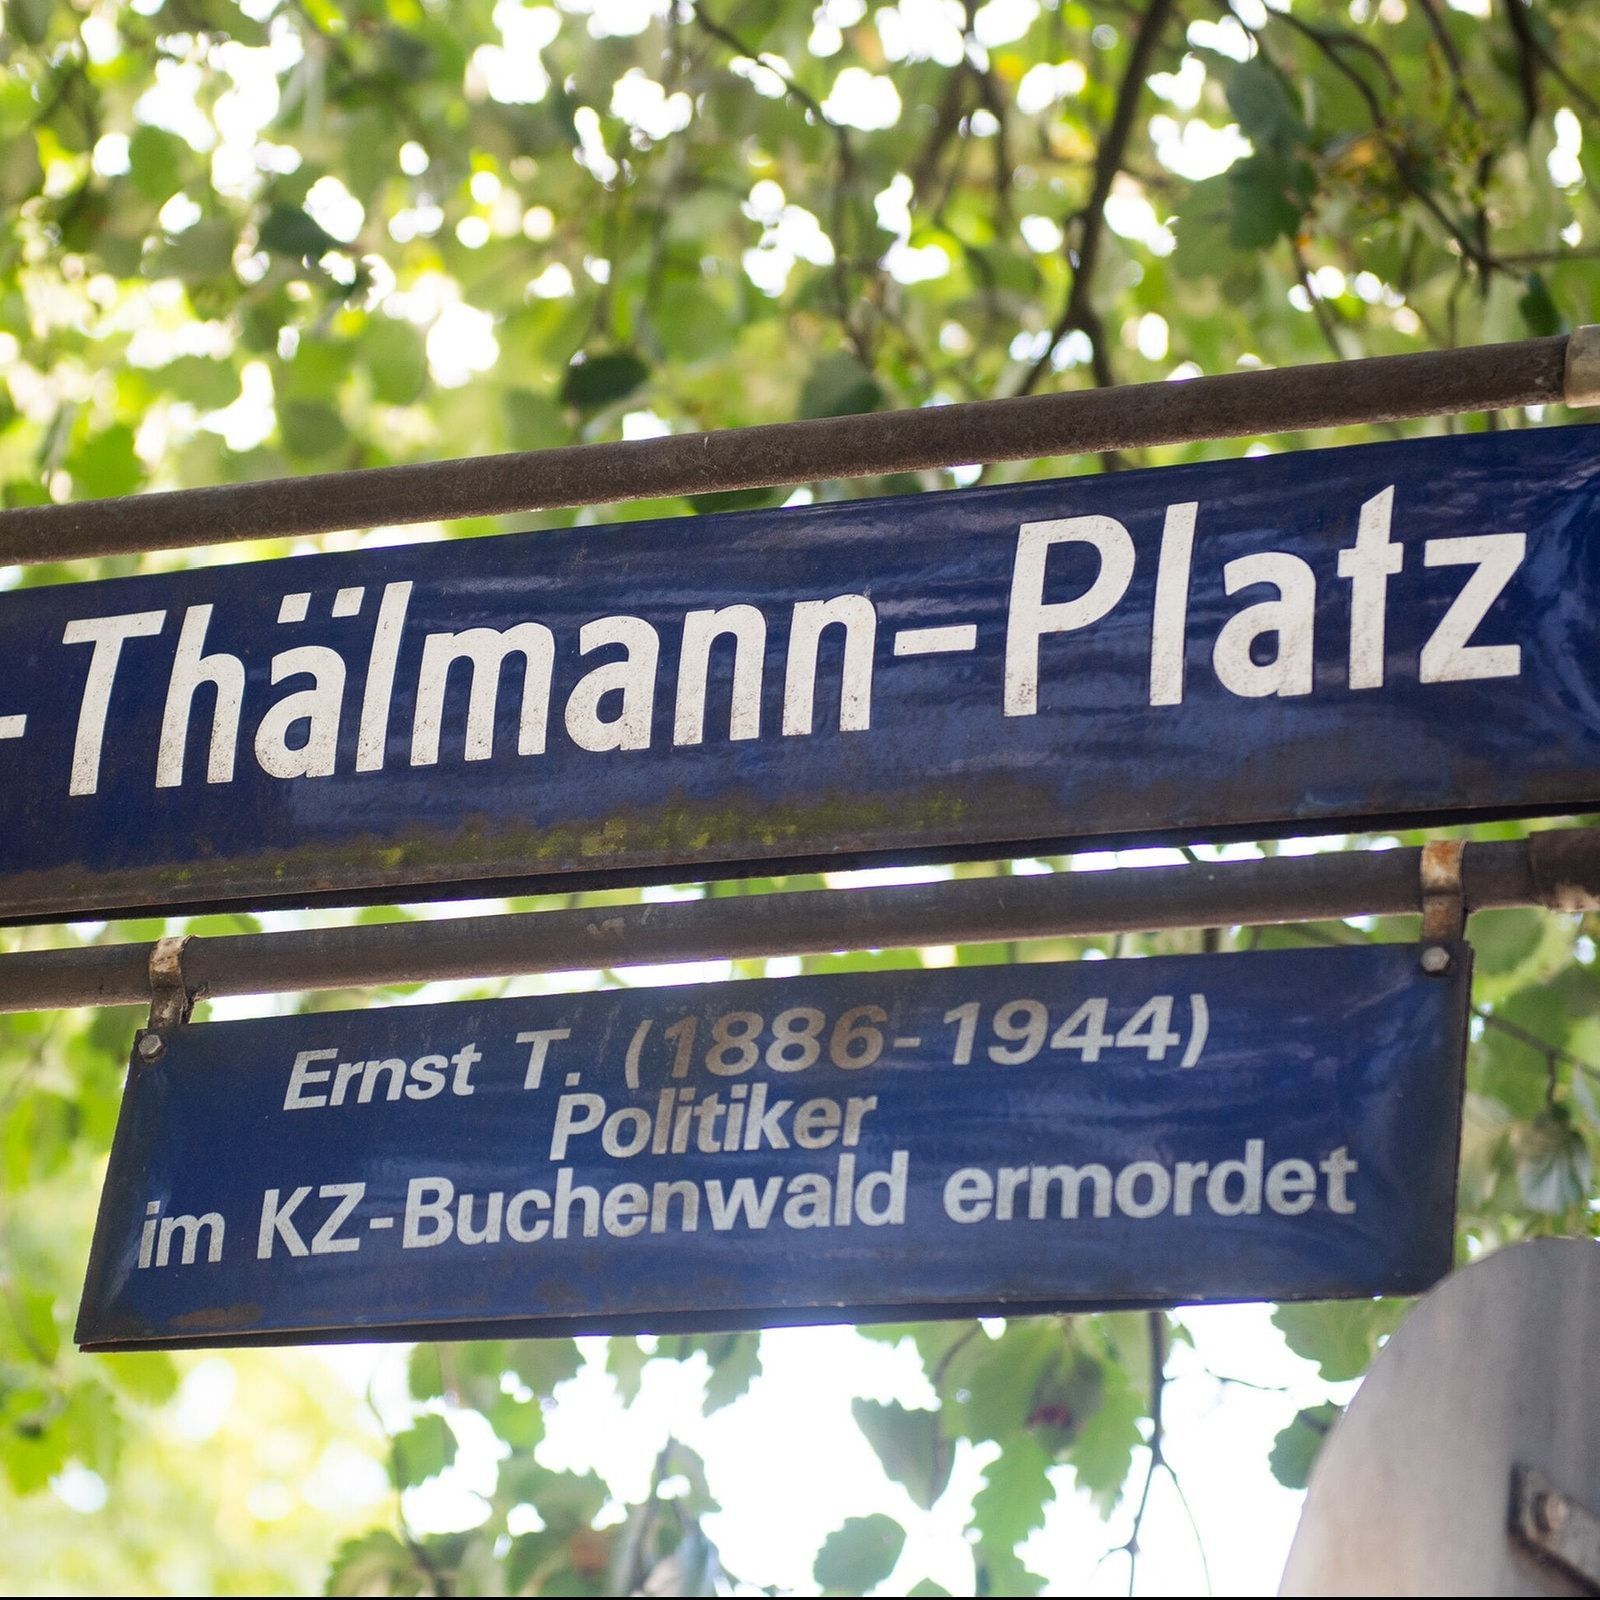 -Thälmann-Platz
Ernst T. (1886-1944)
Politiker
im KZ-Buchenwald ermordet